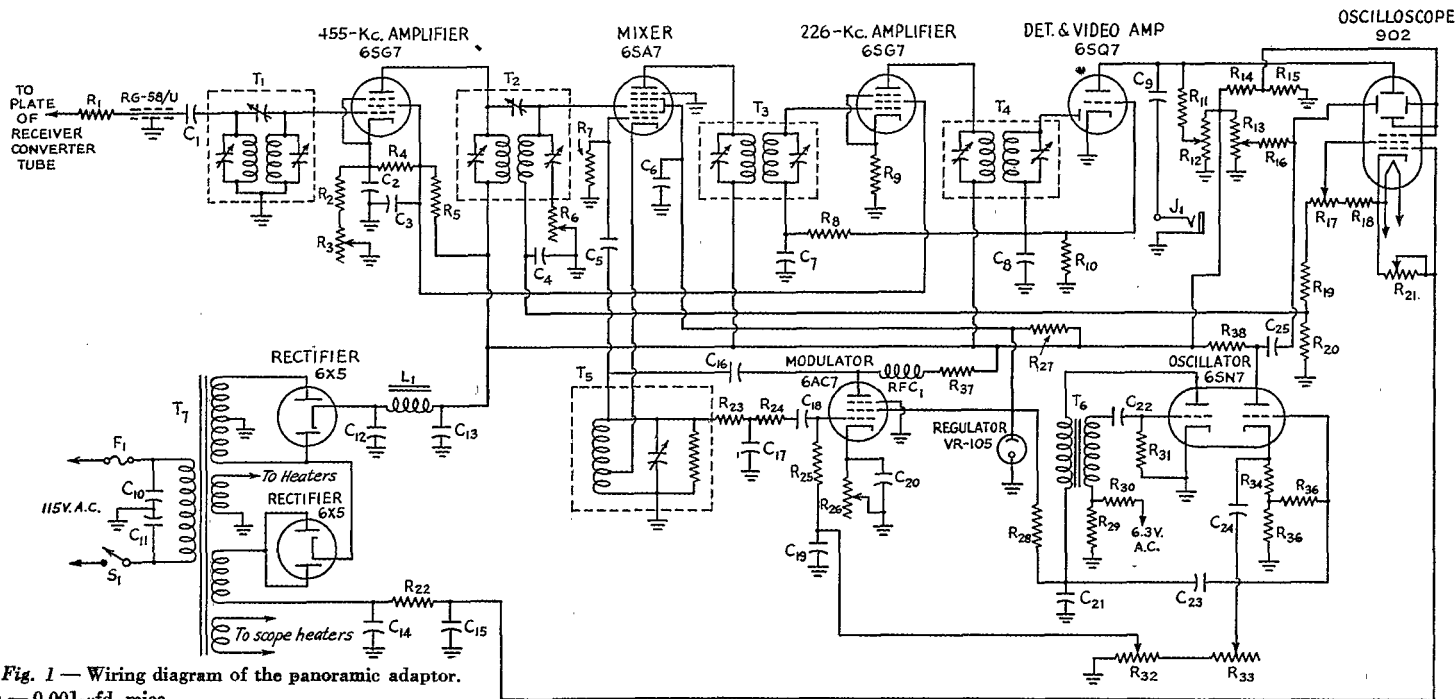 OSCILLOSCOPE
902
455-Kc. AMPLIFIER
6SG7
MIXER
6SA7
226-Kc. AMPLIFIER
6SG7
DET. & VIDEO AMP
6SQ7
TO
PLATE
OF
RECEIVER
CONVERTER
TUBE
R1
RG-58/U
C1
T1
T2
T3
T4
C9
R14
R15
R11
R12
R13
R16
R2
R3
R4
C2
C3
R5
R6
C4
R7
C5
C6
R8
C7
R9
C8
R10
J1
R17
R18
R19
R20
R21
R27
R38
C25
RECTIFIER
6X5
L1
C12
C13
T7
F1
C10
115V. A.C.
C11
S1
To Heaters
RECTIFIER
6X5
R22
C14
C15
To scope heaters
C16
MODULATOR
6AC7
RFC1
R37
T5
R23
R24
C18
C17
R25
R26
C20
C19
REGULATOR
VR-105
R28
OSCILLATOR
6SN7
T6
C22
R31
R30
R29
6.3V.
A.C.
C21
C23
C24
R34
R36
R36
R32
R33
Fig. 1 — Wiring diagram of the panoramic adaptor.
— 0.001 μfd. mica